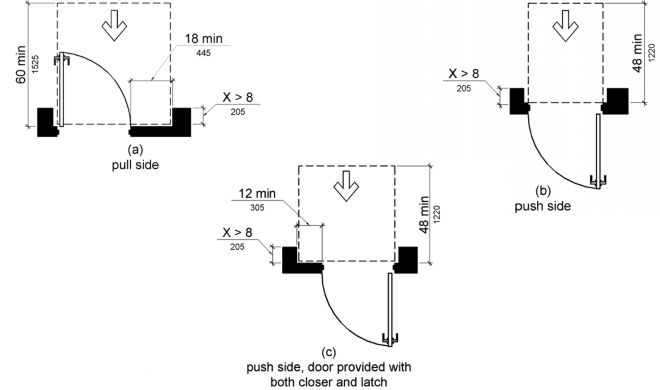 60 min
1525
18 min
445
X > 8
205
(a)
pull side
X > 8
205
48 min
1220
(b)
push side
12 min
305
X > 8
205
48 min
1220
(c)
push side, door provided with
both closer and latch